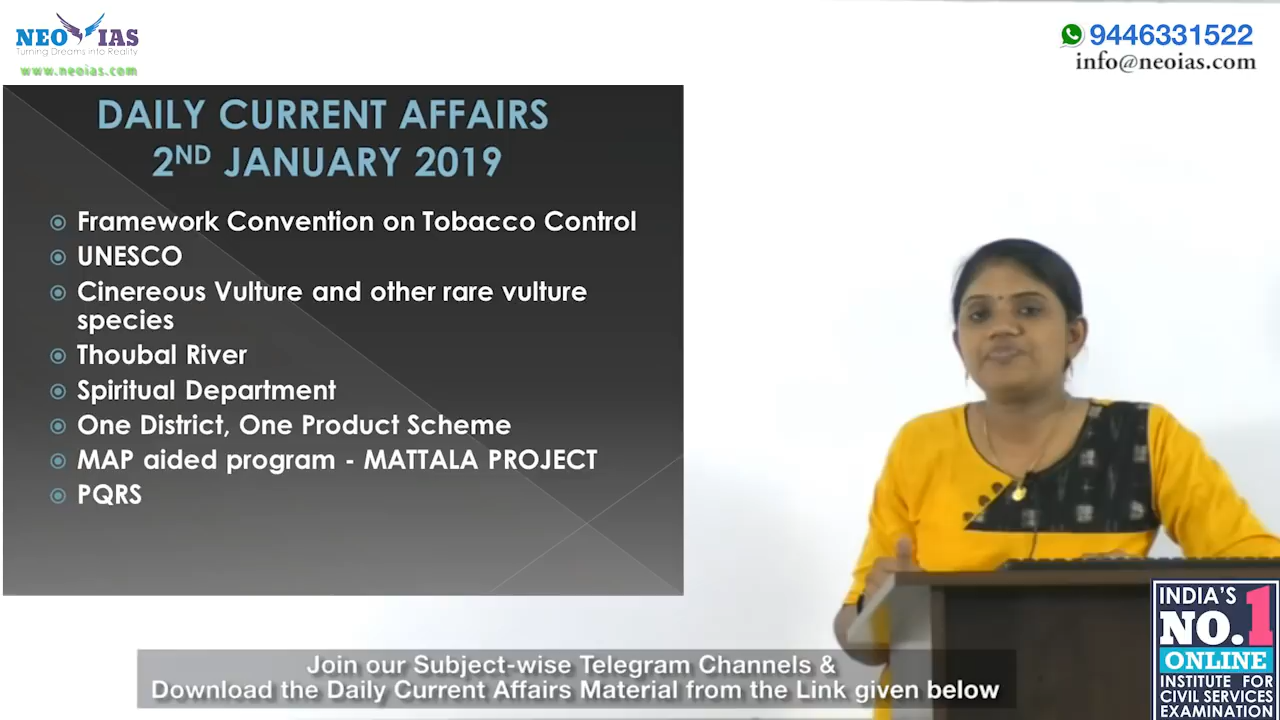 NEO IAS
Turning Dreams into Reality
www.neoias.com
9446331522
info@neoias.com
DAILY CURRENT AFFAIRS
2ND JANUARY 2019
Framework Convention on Tobacco Control
UNESCO
Cinereous Vulture and other rare vulture
species
Thoubal River
Spiritual Department
One District, One Product Scheme
MAP aided program - MATTALA PROJECT
PQRS
Join our Subject-wise Telegram Channels &
Download the Daily Current Affairs Material from the Link given below
INDIA'S
NO.1
ONLINE
INSTITUTE FOR
CIVIL SERVICES
EXAMINATION